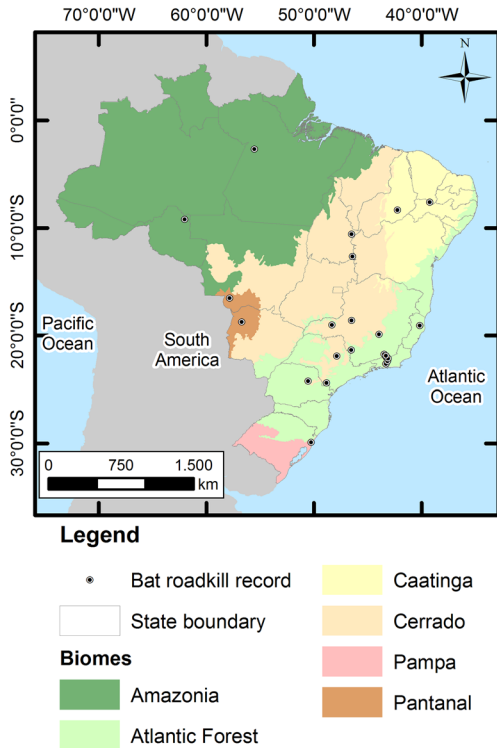 70°0'0"W 60°0'0"W 50°0'0"W 40°0'0"W
N
0°0'0"
10°0'0"S
20°0'0"S
30°0'0"S
Pacific
Ocean
South
America
Atlantic
Ocean
0 750 1.500
km
Legend
Bat roadkill record
State boundary
Biomes
Amazonia
Atlantic Forest
Caatinga
Cerrado
Pampa
Pantanal